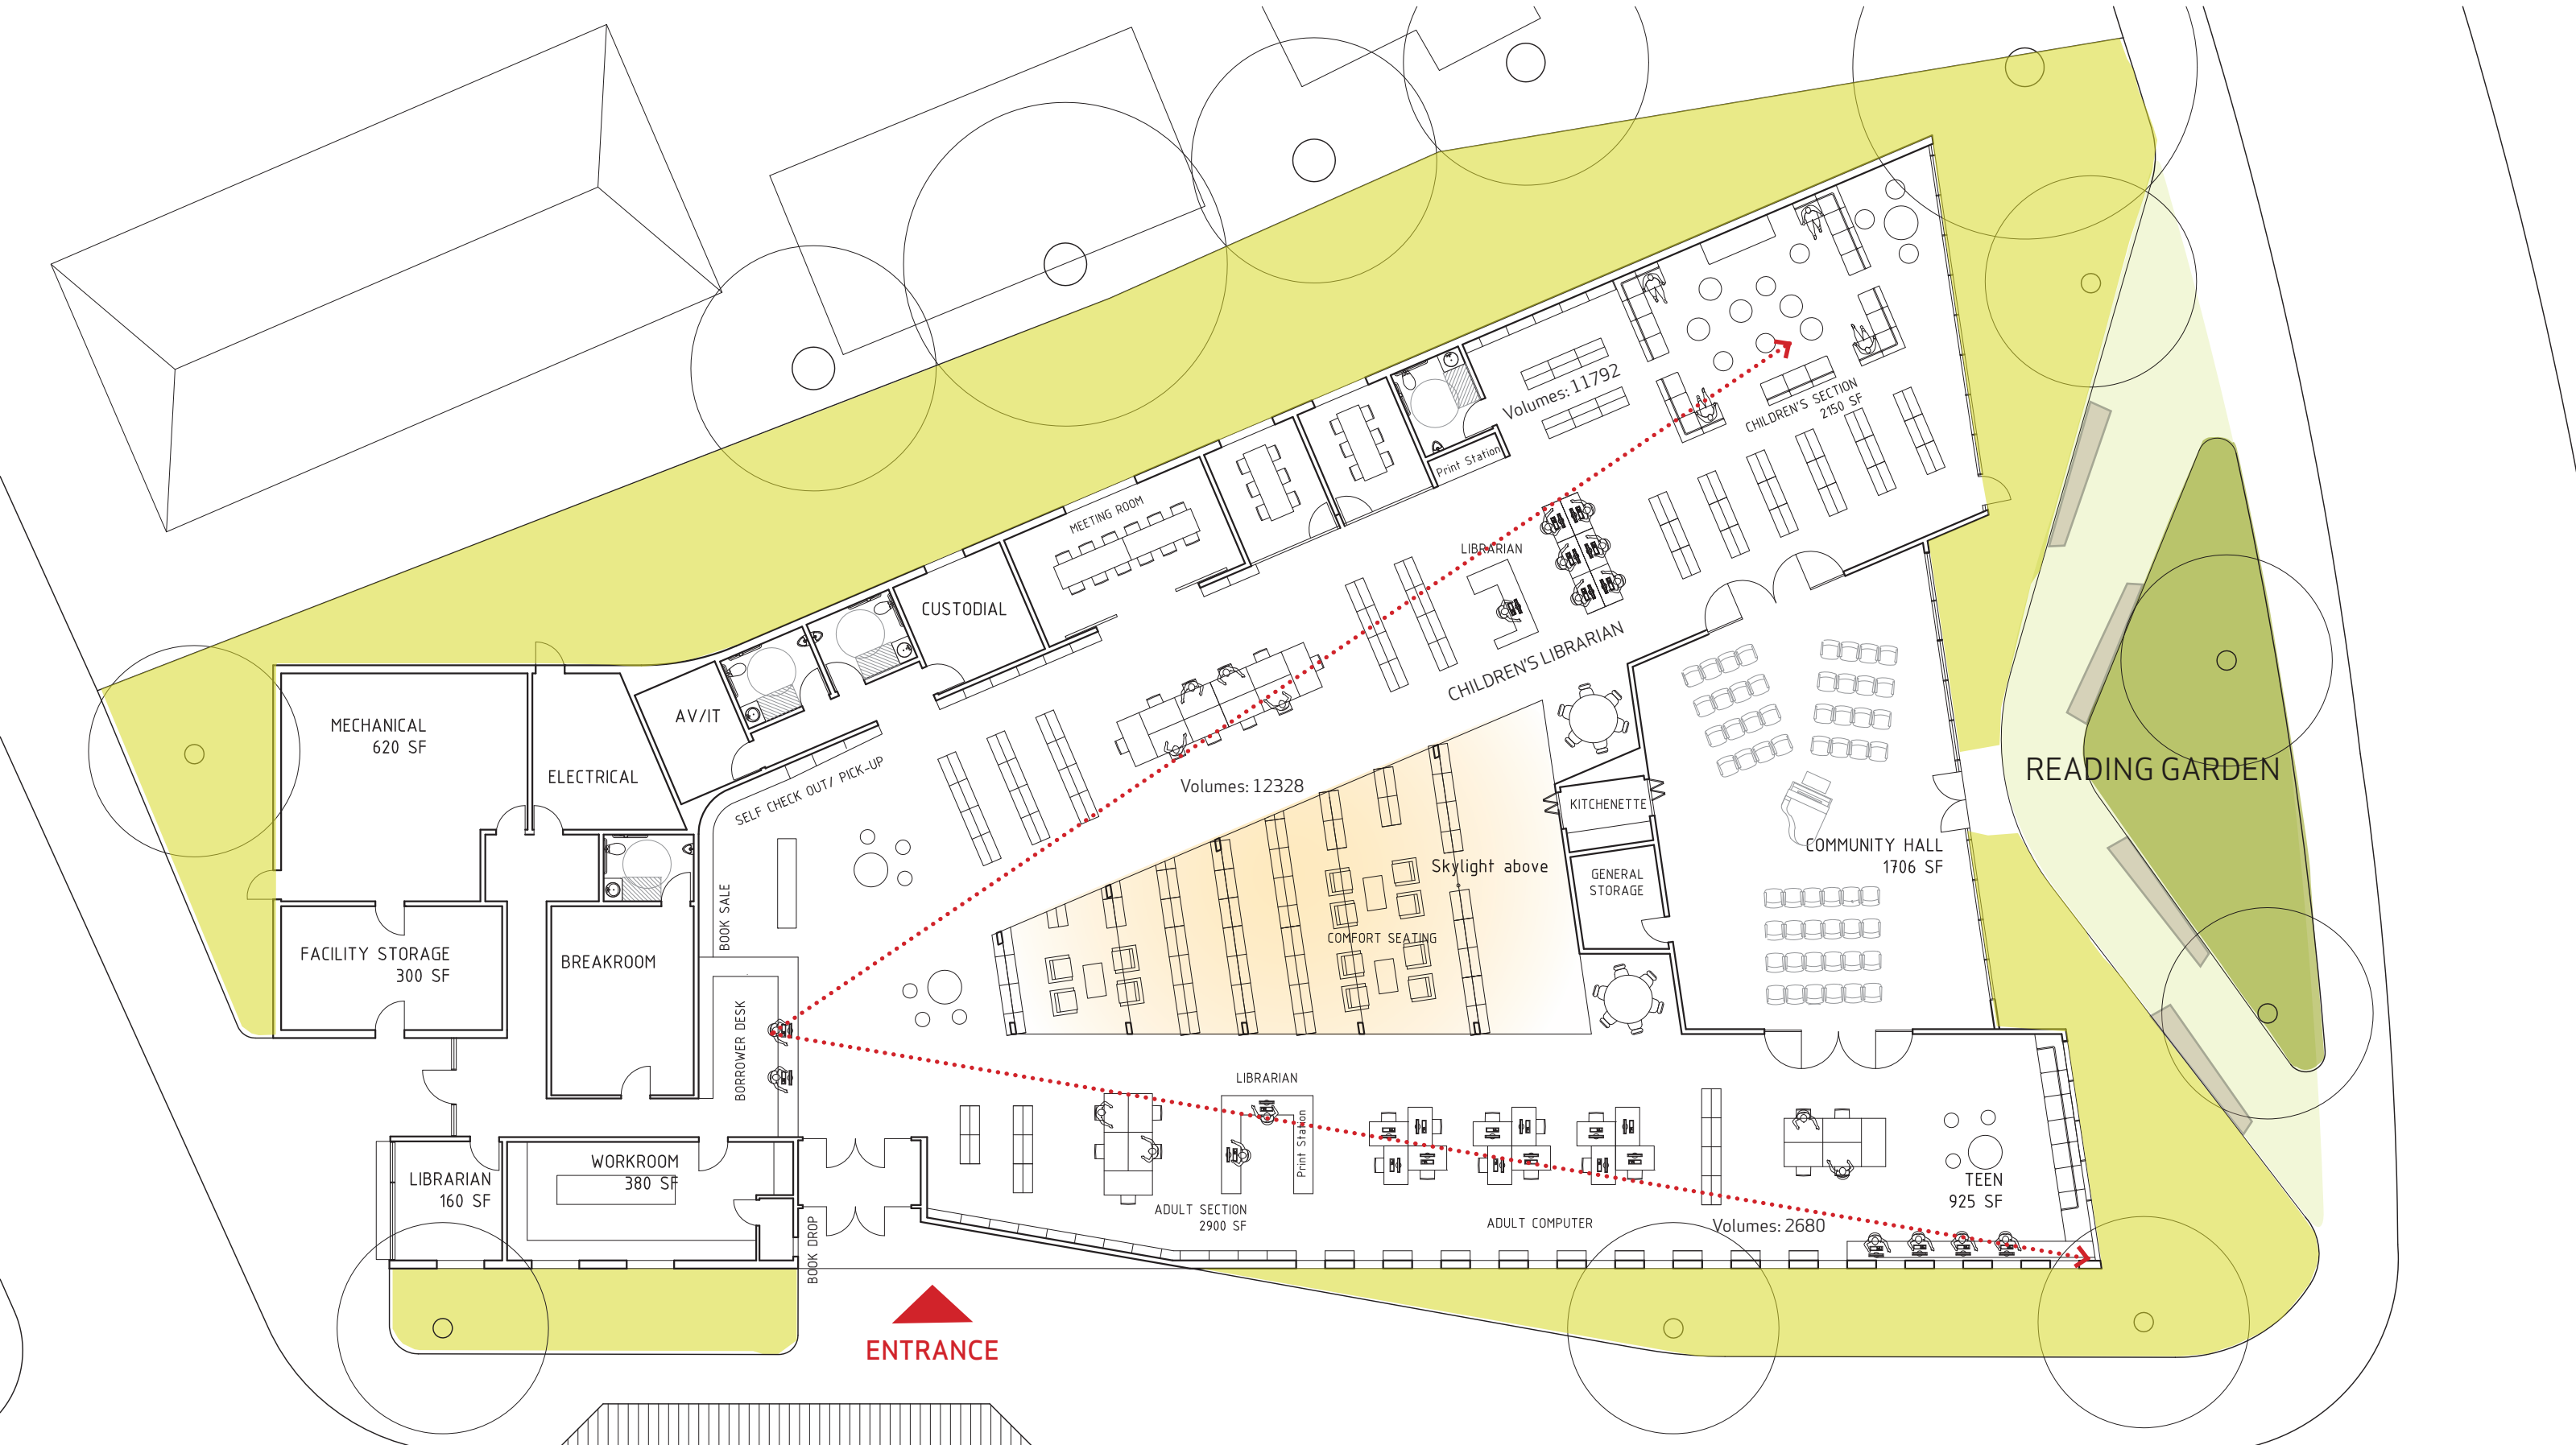 Volumes: 11792
CHILDREN'S SECTION
2150 SF
Print Station
MEETING ROOM
LIBRARIAN
CUSTODIAL
CHILDREN'S LIBRARIAN
AV/IT
MECHANICAL
620 SF
ELECTRICAL
SELF CHECK OUT/ PICK-UP
Volumes: 12328
READING GARDEN
KITCHENETTE
COMMUNITY HALL
1706 SF
Skylight above
GENERAL
STORAGE
BOOK SALE
COMFORT SEATING
FACILITY STORAGE
300 SF
BREAKROOM
BORROWER DESK
LIBRARIAN
Print Station
WORKROOM
380 SF
LIBRARIAN
160 SF
TEEN
925 SF
ADULT SECTION
2900 SF
ADULT COMPUTER
Volumes: 2680
BOOK DROP
ENTRANCE